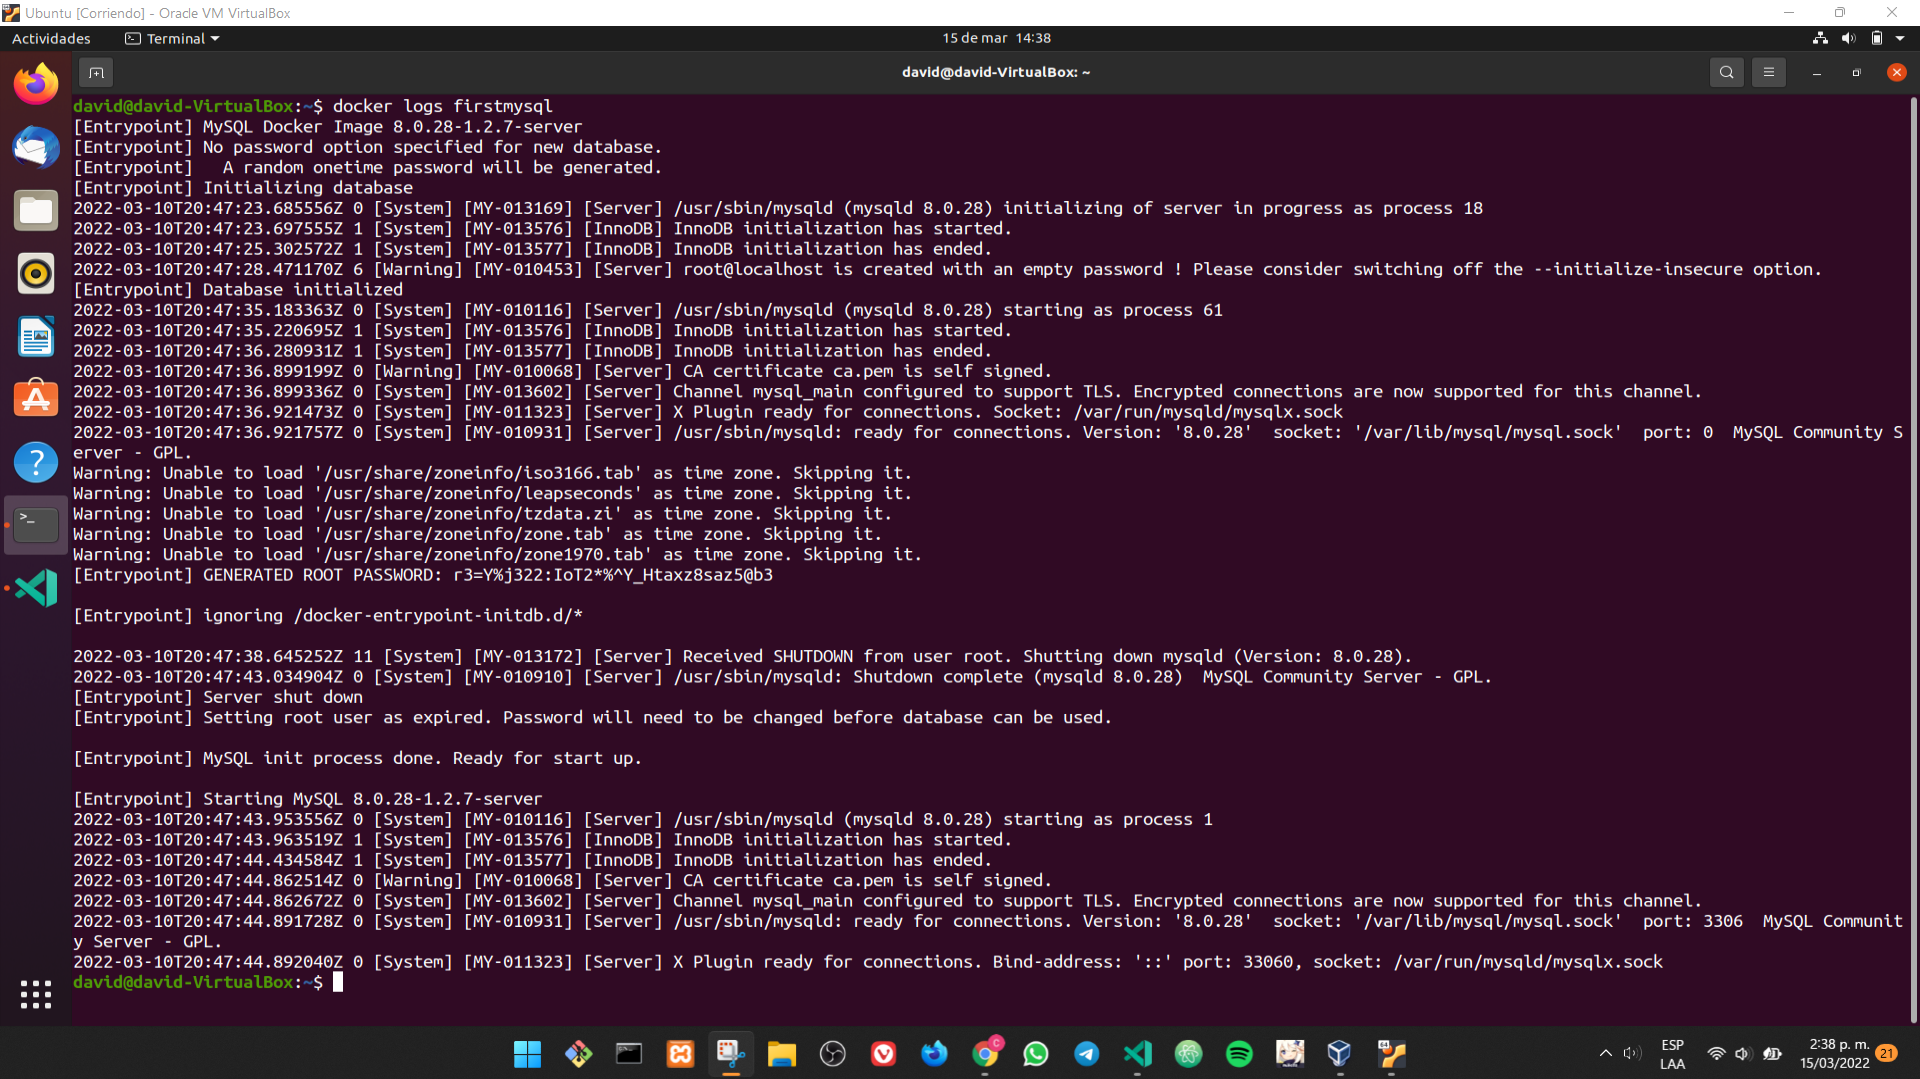 Ubuntu [Corriendo] - Oracle VM VirtualBox
Actividades Terminal 15 de mar 14:38
david@david-VirtualBox: ~
david@david-VirtualBox:~$ docker logs firstmysql
[Entrypoint] MySQL Docker Image 8.0.28-1.2.7-server
[Entrypoint] No password option specified for new database.
[Entrypoint]   A random onetime password will be generated.
[Entrypoint] Initializing database
2022-03-10T20:47:23.685556Z 0 [System] [MY-013169] [Server] /usr/sbin/mysqld (mysqld 8.0.28) initializing of server in progress as process 18
2022-03-10T20:47:23.697555Z 1 [System] [MY-013576] [InnoDB] InnoDB initialization has started.
2022-03-10T20:47:25.302572Z 1 [System] [MY-013577] [InnoDB] InnoDB initialization has ended.
2022-03-10T20:47:28.471170Z 6 [Warning] [MY-010453] [Server] root@localhost is created with an empty password ! Please consider switching off the --initialize-insecure option.
[Entrypoint] Database initialized
2022-03-10T20:47:35.183363Z 0 [System] [MY-010116] [Server] /usr/sbin/mysqld (mysqld 8.0.28) starting as process 61
2022-03-10T20:47:35.220695Z 1 [System] [MY-013576] [InnoDB] InnoDB initialization has started.
2022-03-10T20:47:36.280931Z 1 [System] [MY-013577] [InnoDB] InnoDB initialization has ended.
2022-03-10T20:47:36.899199Z 0 [Warning] [MY-010068] [Server] CA certificate ca.pem is self signed.
2022-03-10T20:47:36.899336Z 0 [System] [MY-013602] [Server] Channel mysql_main configured to support TLS. Encrypted connections are now supported for this channel.
2022-03-10T20:47:36.921473Z 0 [System] [MY-011323] [Server] X Plugin ready for connections. Socket: /var/run/mysqld/mysqlx.sock
2022-03-10T20:47:36.921757Z 0 [System] [MY-010931] [Server] /usr/sbin/mysqld: ready for connections. Version: '8.0.28'  socket: '/var/lib/mysql/mysql.sock'  port: 0  MySQL Community S
erver - GPL.
Warning: Unable to load '/usr/share/zoneinfo/iso3166.tab' as time zone. Skipping it.
Warning: Unable to load '/usr/share/zoneinfo/leapseconds' as time zone. Skipping it.
Warning: Unable to load '/usr/share/zoneinfo/tzdata.zi' as time zone. Skipping it.
Warning: Unable to load '/usr/share/zoneinfo/zone.tab' as time zone. Skipping it.
Warning: Unable to load '/usr/share/zoneinfo/zone1970.tab' as time zone. Skipping it.
[Entrypoint] GENERATED ROOT PASSWORD: r3=Y%j322:IoT2*%^Y_Htaxz8saz5@b3
[Entrypoint] ignoring /docker-entrypoint-initdb.d/*
2022-03-10T20:47:38.645252Z 11 [System] [MY-013172] [Server] Received SHUTDOWN from user root. Shutting down mysqld (Version: 8.0.28).
2022-03-10T20:47:43.034904Z 0 [System] [MY-010910] [Server] /usr/sbin/mysqld: Shutdown complete (mysqld 8.0.28)  MySQL Community Server - GPL.
[Entrypoint] Server shut down
[Entrypoint] Setting root user as expired. Password will need to be changed before database can be used.
[Entrypoint] MySQL init process done. Ready for start up.
[Entrypoint] Starting MySQL 8.0.28-1.2.7-server
2022-03-10T20:47:43.953556Z 0 [System] [MY-010116] [Server] /usr/sbin/mysqld (mysqld 8.0.28) starting as process 1
2022-03-10T20:47:43.963519Z 1 [System] [MY-013576] [InnoDB] InnoDB initialization has started.
2022-03-10T20:47:44.434584Z 1 [System] [MY-013577] [InnoDB] InnoDB initialization has ended.
2022-03-10T20:47:44.862514Z 0 [Warning] [MY-010068] [Server] CA certificate ca.pem is self signed.
2022-03-10T20:47:44.862672Z 0 [System] [MY-013602] [Server] Channel mysql_main configured to support TLS. Encrypted connections are now supported for this channel.
2022-03-10T20:47:44.891728Z 0 [System] [MY-010931] [Server] /usr/sbin/mysqld: ready for connections. Version: '8.0.28'  socket: '/var/lib/mysql/mysql.sock'  port: 3306  MySQL Communit
y Server - GPL.
2022-03-10T20:47:44.892040Z 0 [System] [MY-011323] [Server] X Plugin ready for connections. Bind-address: '::' port: 33060, socket: /var/run/mysqld/mysqlx.sock
david@david-VirtualBox:~$
ESP 2:38 p. m.
LAA 15/03/2022 21